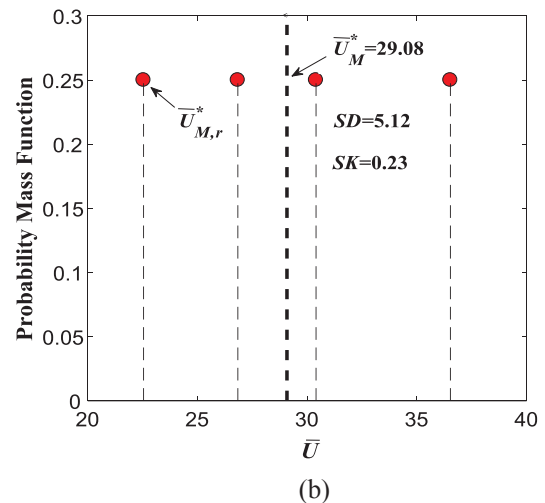 0.3
0.25
0.2
0.15
0.1
0.05
0
Probability Mass Function
U̅*M=29.08
U̅*M,r
SD=5.12
SK=0.23
20 25 30 35 40
U̅
(b)